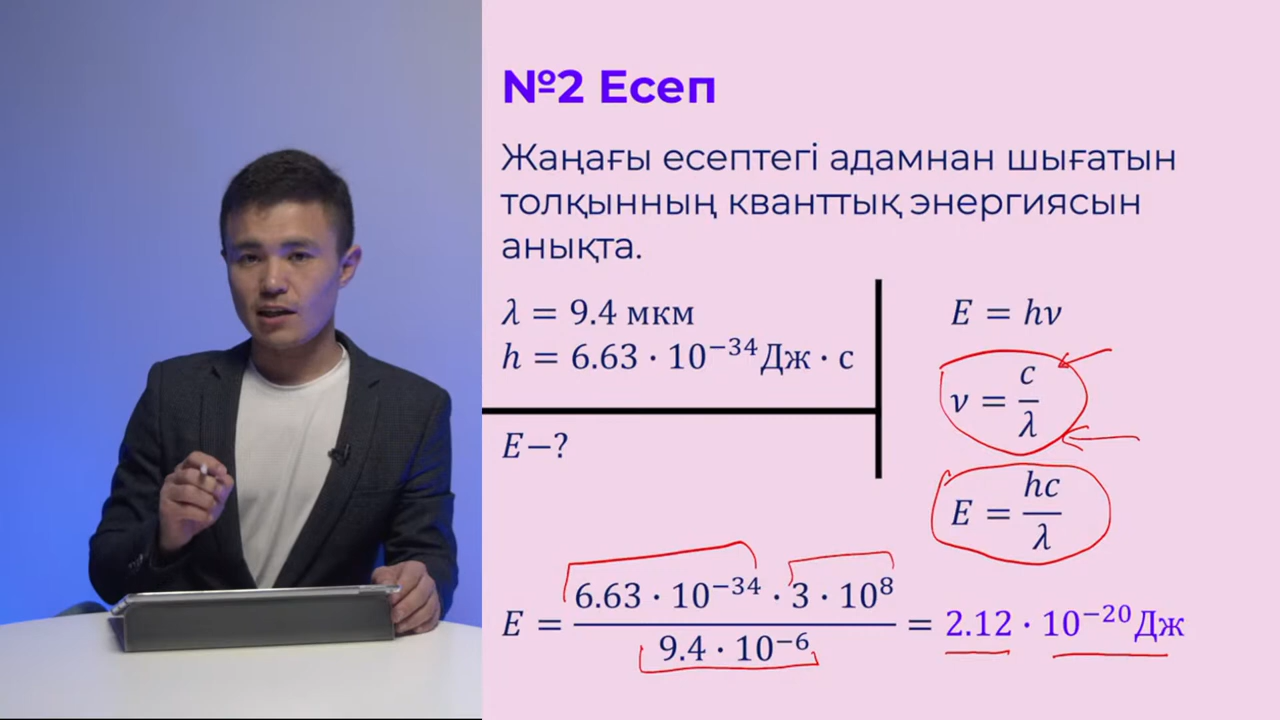 №2 Есеп
Жаңағы есептегі адамнан шығатын
толқынның кванттық энергиясын
анықта.
λ = 9.4 мкм
h = 6.63 · 10⁻³⁴ Дж · с
E−?
E = hν
ν = c/λ
E = hc/λ
E = (6.63 · 10⁻³⁴ · 3 · 10⁸)/(9.4 · 10⁻⁶) = 2.12 · 10⁻²⁰ Дж